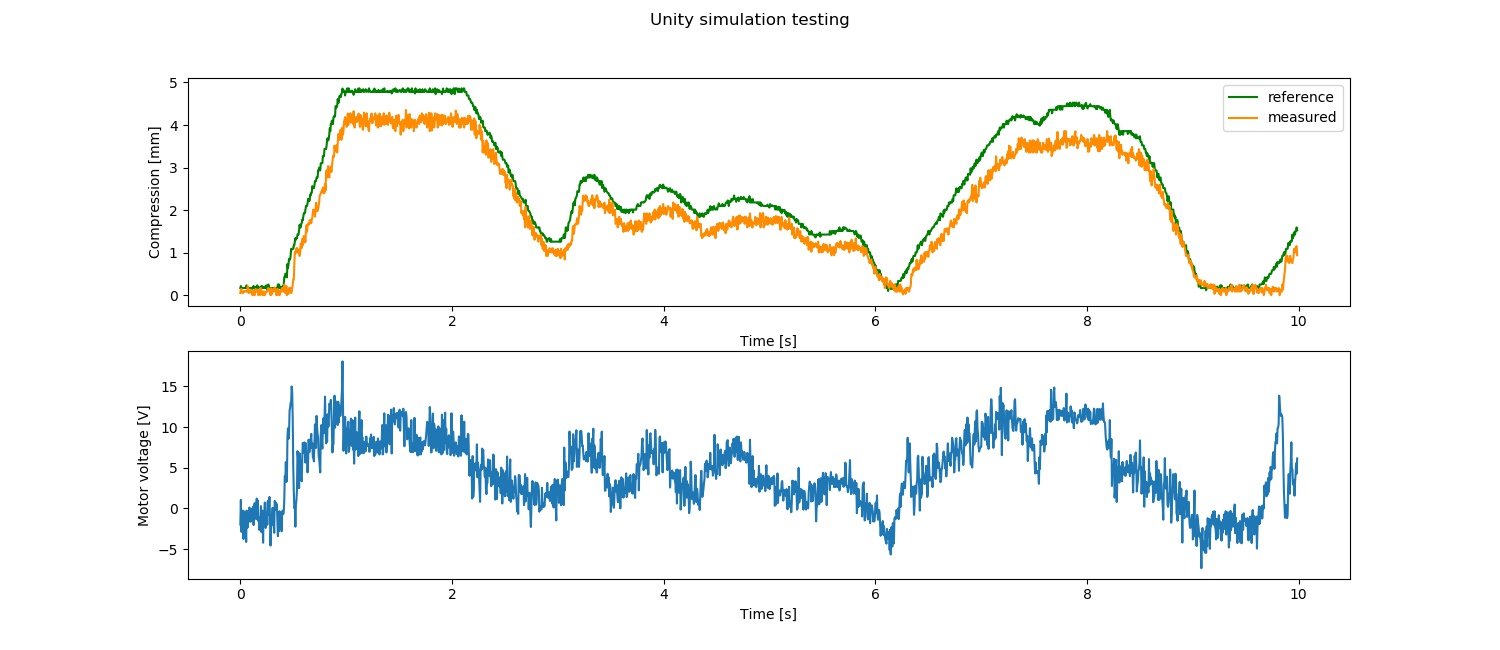 Unity simulation testing
5
4
3
2
1
0
Compression [mm]
reference
measured
0 2 4 6 8 10
Time [s]
15
10
5
0
−5
Motor voltage [V]
0 2 4 6 8 10
Time [s]